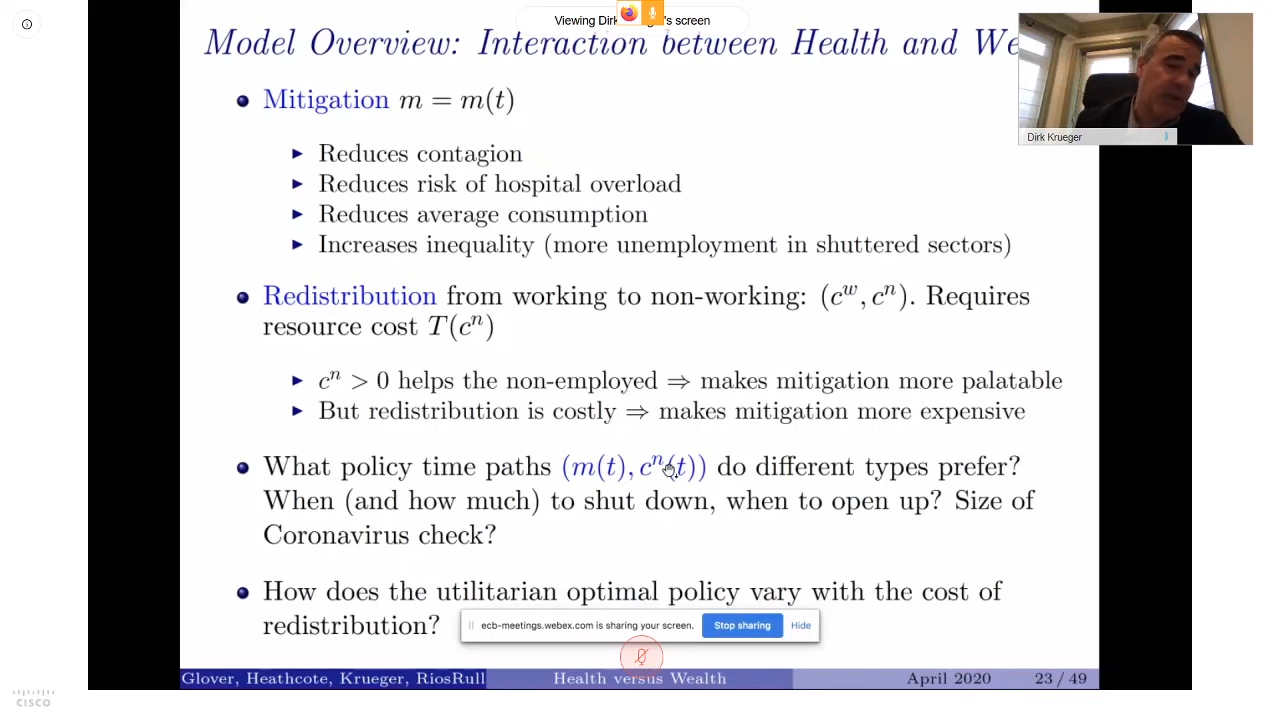 Viewing Dirk 's screen
Model Overview: Interaction between Health and We
Dirk Krueger
Mitigation m = m(t)
Reduces contagion
Reduces risk of hospital overload
Reduces average consumption
Increases inequality (more unemployment in shuttered sectors)
Redistribution from working to non-working: (cʷ, cⁿ). Requires
resource cost T(cⁿ)
cⁿ > 0 helps the non-employed ⇒ makes mitigation more palatable
But redistribution is costly ⇒ makes mitigation more expensive
What policy time paths (m(t), cⁿ(t)) do different types prefer?
When (and how much) to shut down, when to open up? Size of
Coronavirus check?
How does the utilitarian optimal policy vary with the cost of
redistribution?
ecb-meetings.webex.com is sharing your screen. Stop sharing Hide
Glover, Heathcote, Krueger, RiosRull Health versus Wealth April 2020 23 / 49
CISCO